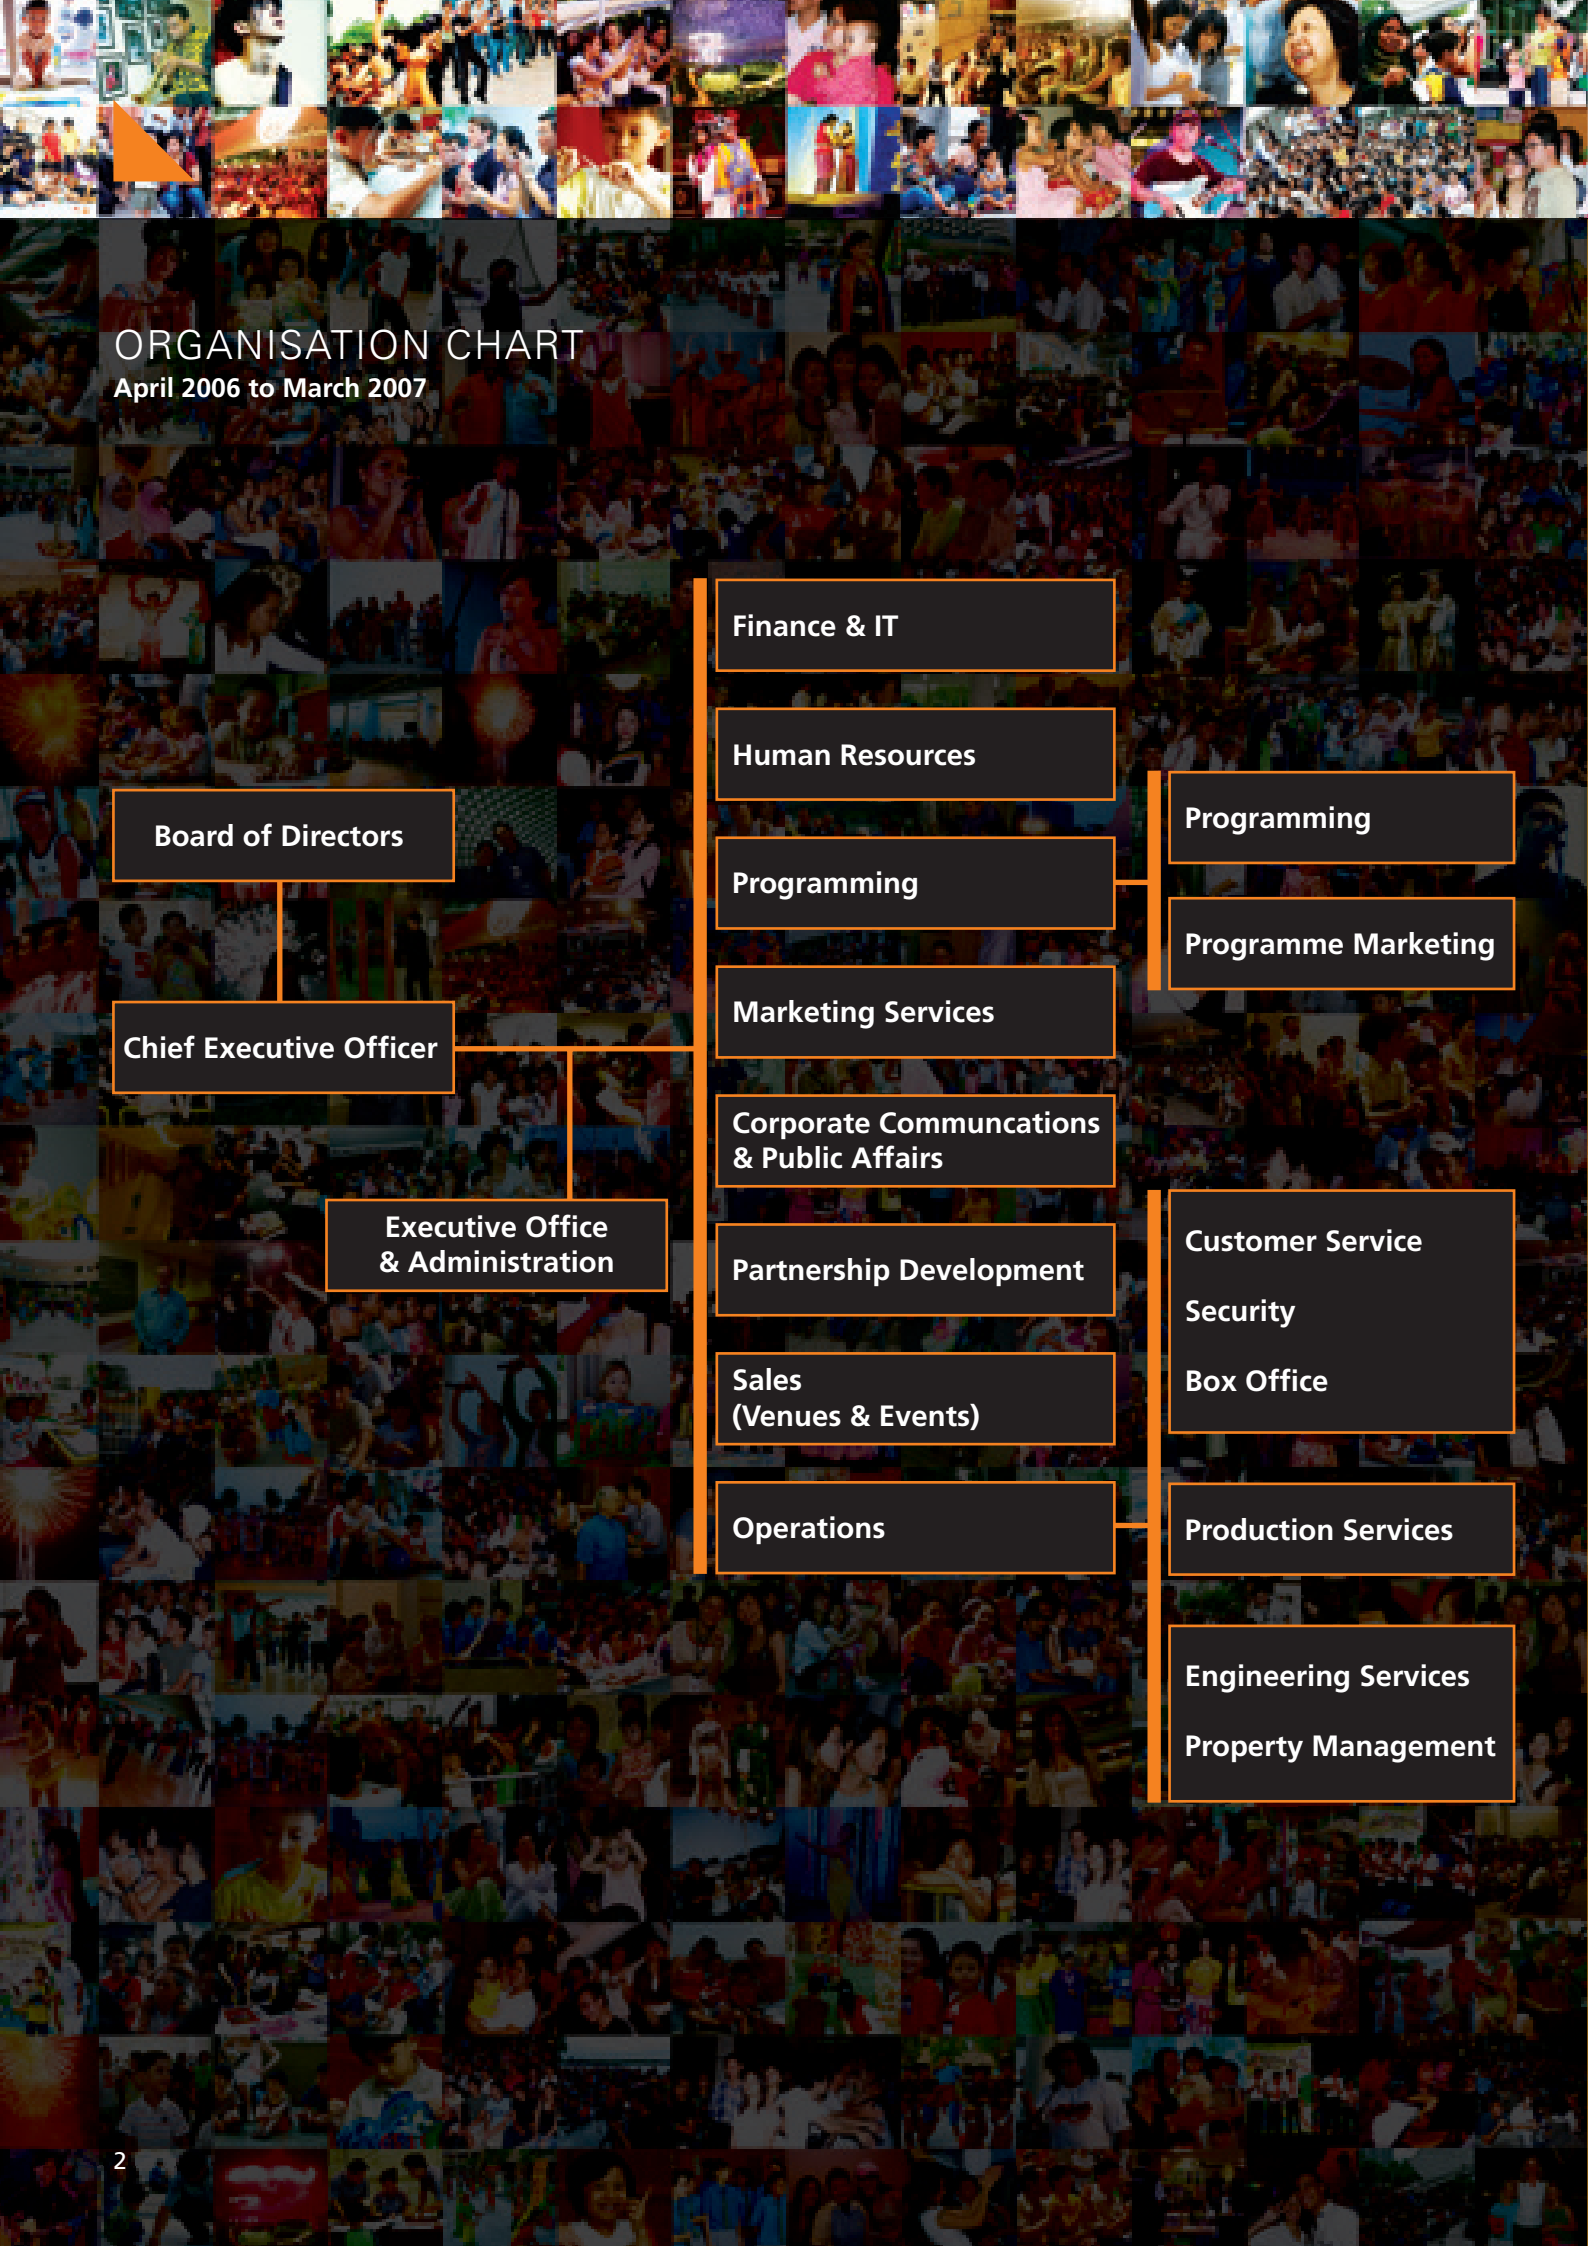 ORGANISATION CHART
April 2006 to March 2007
Board of Directors
Chief Executive Officer
Executive Office
& Administration
Finance & IT
Human Resources
Programming
Marketing Services
Corporate Communcations
& Public Affairs
Partnership Development
Sales
(Venues & Events)
Operations
Programming
Programme Marketing
Customer Service
Security
Box Office
Production Services
Engineering Services
Property Management
2